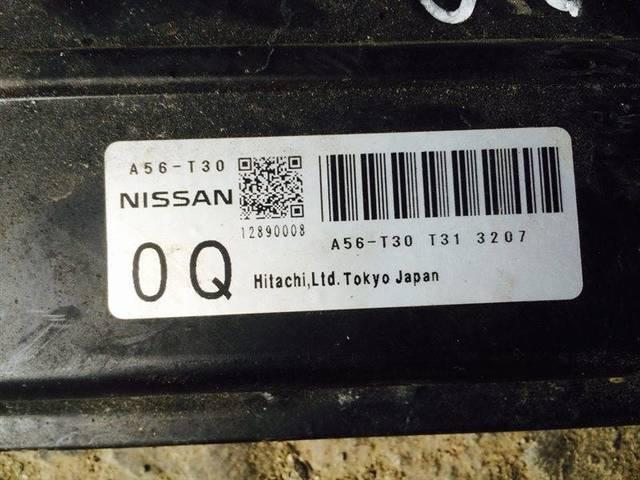 A56-T30
NISSAN
12890008
A56-T30 T31 3207
0Q
Hitachi,Ltd.Tokyo Japan